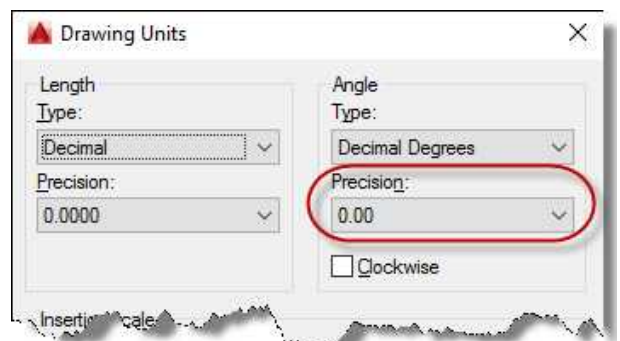 Drawing Units
Length
Type:
Decimal
Precision:
0.0000
Angle
Type:
Decimal Degrees
Precision:
0.00
Clockwise